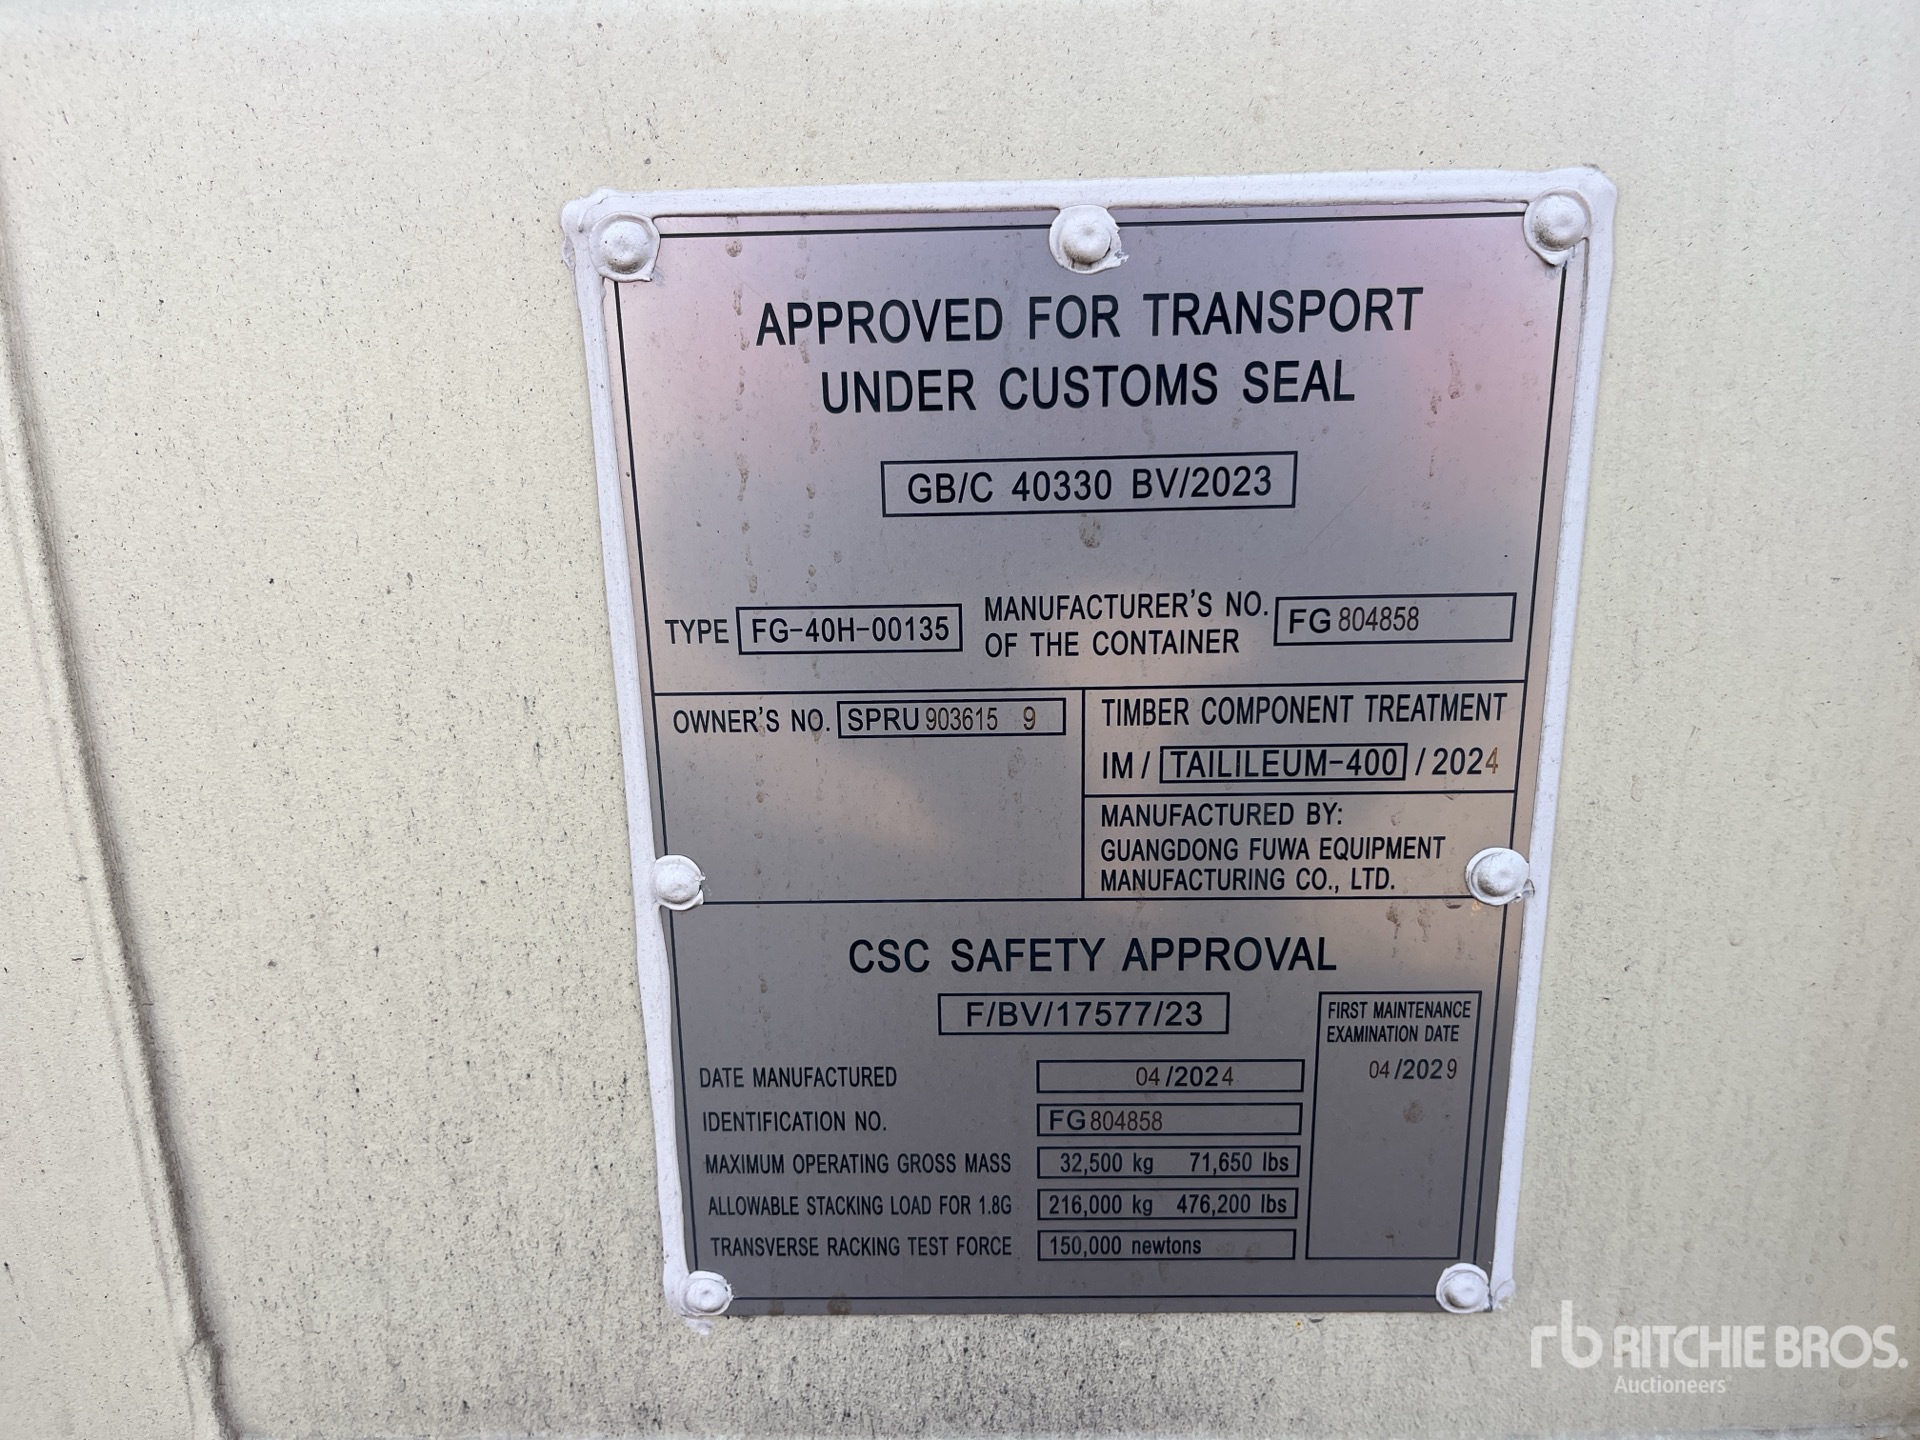 APPROVED FOR TRANSPORT
UNDER CUSTOMS SEAL
GB/C 40330 BV/2023
TYPE FG-40H-00135
MANUFACTURER'S NO.
OF THE CONTAINER
FG 804858
OWNER'S NO. SPRU 903615 9
TIMBER COMPONENT TREATMENT
IM / TAILILEUM-400 / 2024
MANUFACTURED BY:
GUANGDONG FUWA EQUIPMENT
MANUFACTURING CO., LTD.
CSC SAFETY APPROVAL
F/BV/17577/23
DATE MANUFACTURED 04 /2024
IDENTIFICATION NO. FG 804858
MAXIMUM OPERATING GROSS MASS 32,500 kg 71,650 lbs
ALLOWABLE STACKING LOAD FOR 1.8G 216,000 kg 476,200 lbs
TRANSVERSE RACKING TEST FORCE 150,000 newtons
FIRST MAINTENANCE
EXAMINATION DATE
04 /2029
rb RITCHIE BROS.
Auctioneers